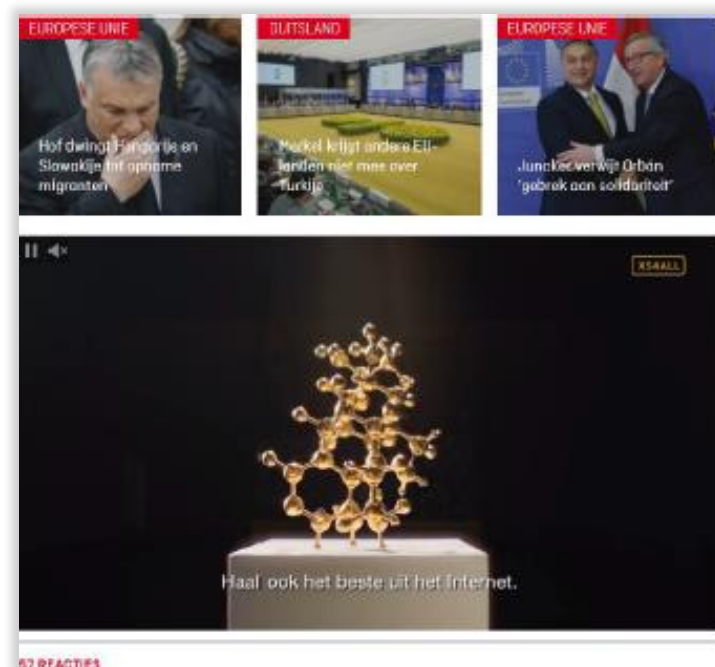 EUROPESE UNIE
Hof dwingt Hongarije en
Slowakije tot opname
migranten
DUITSLAND
Merkel krijgt andere EU-
landen niet mee over
Turkije
EUROPESE UNIE
Juncker verwijt Orbán
'gebrek aan solidariteit'
XS4ALL
Haal ook het beste uit het Internet.
57 REACTIES